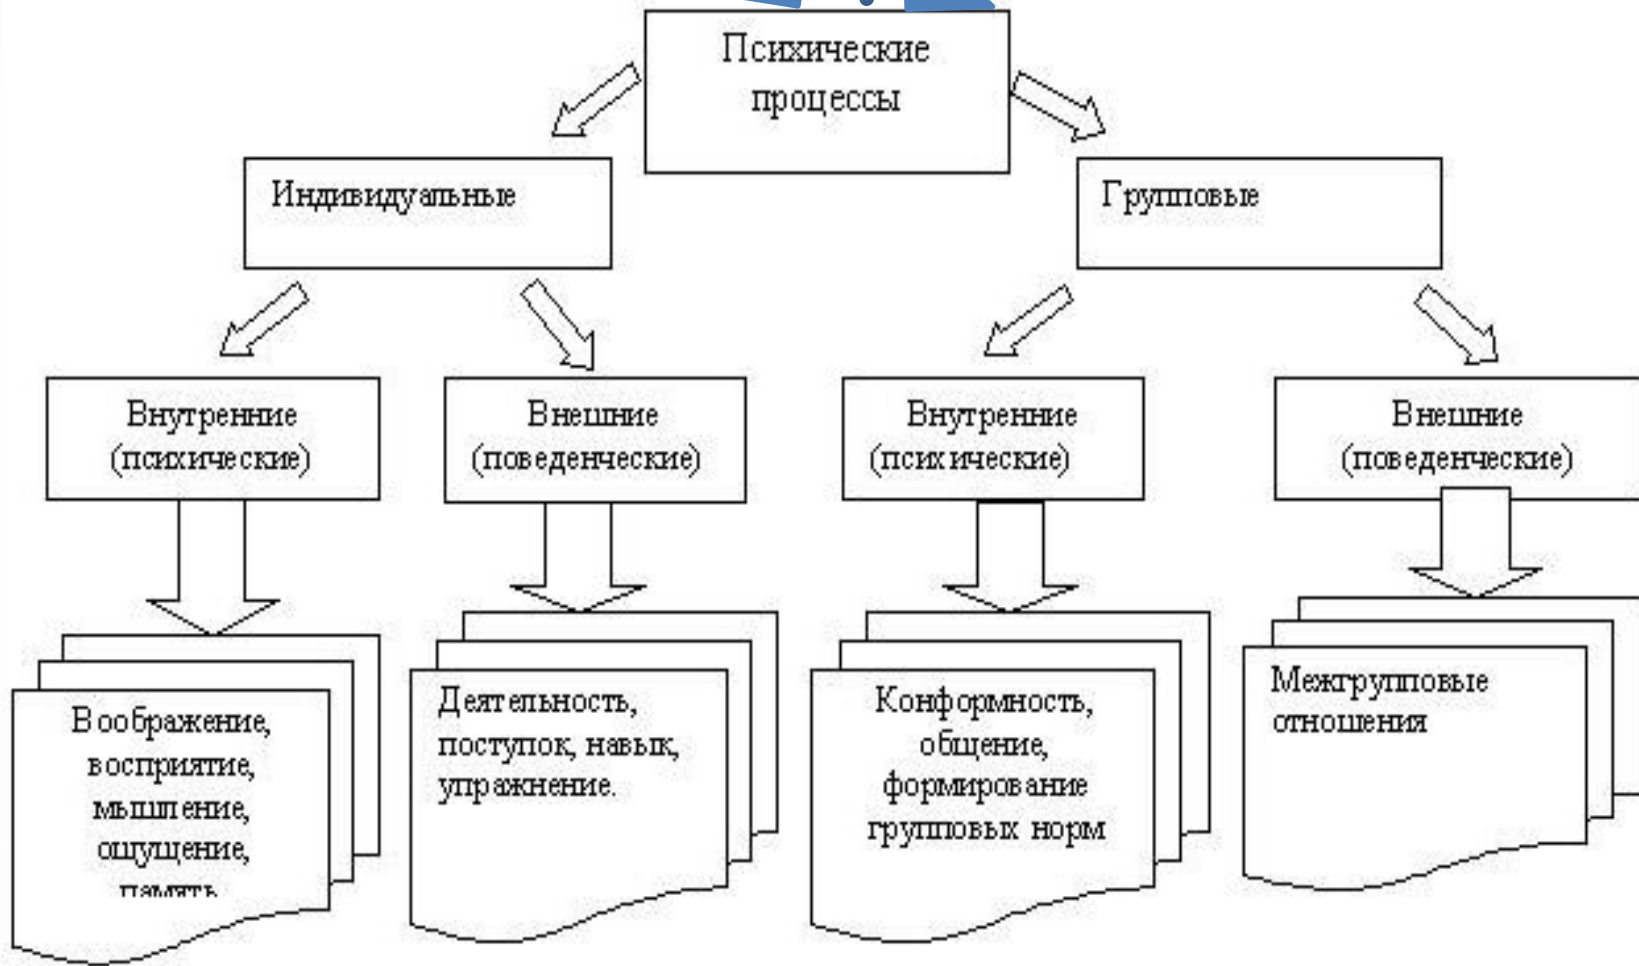 Психические
процессы
Индивидуальные
Групповые
Внутренние
(психические)
Внешние
(поведенческие)
Внутренние
(психические)
Внешние
(поведенческие)
Воображение,
восприятие,
мышление,
ощущение,
память
Деятельность,
поступок, навык,
упражнение.
Конформность,
общение,
формирование
групповых норм
Межгрупповые
отношения